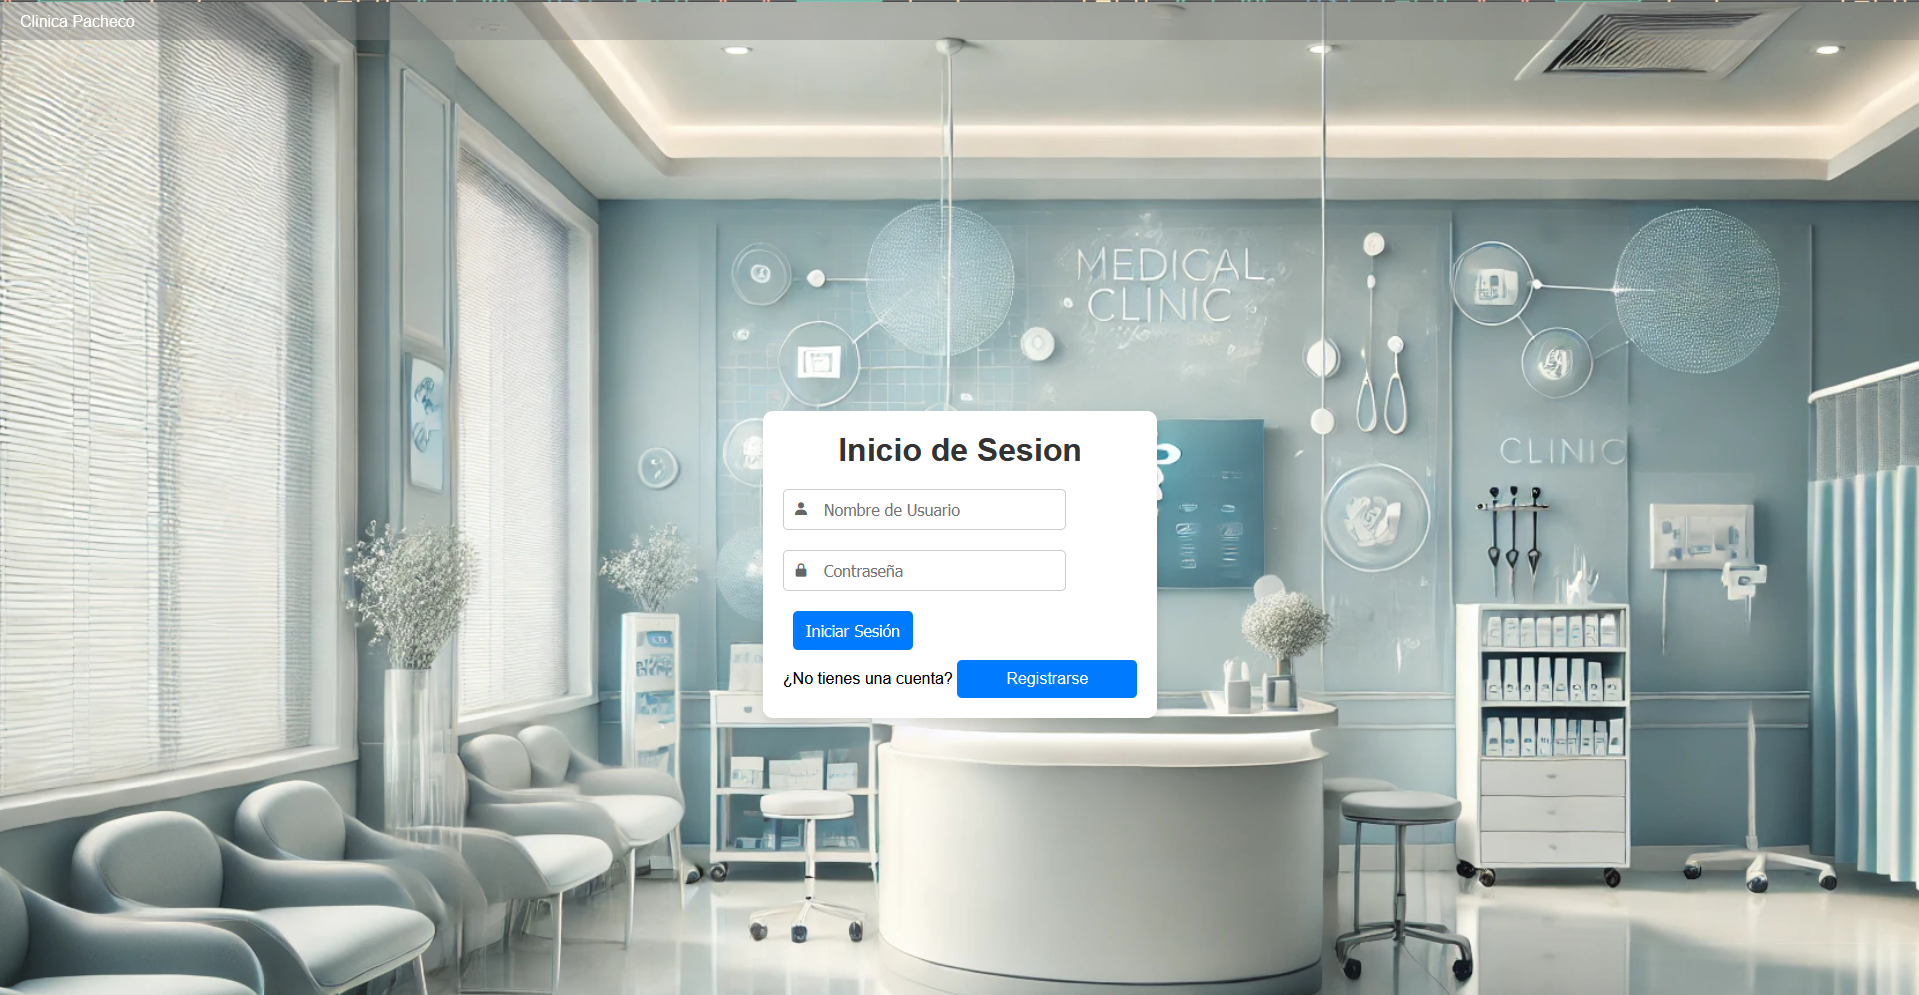 Clinica Pacheco
MEDICAL
CLINIC
CLINIC
Inicio de Sesion
Nombre de Usuario
Contraseña
Iniciar Sesión
¿No tienes una cuenta? Registrarse